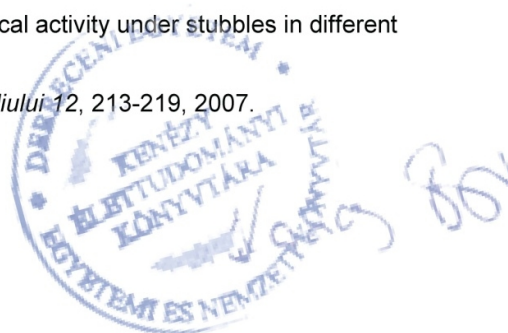 cal activity under stubbles in different
diului 12, 213-219, 2007.
DEBRECENI EGYETEM
EGYETEMI ÉS NEMZETI KÖNYVTÁR
KENÉZY
ÉLETTUDOMÁNYI
KÖNYVTÁRA